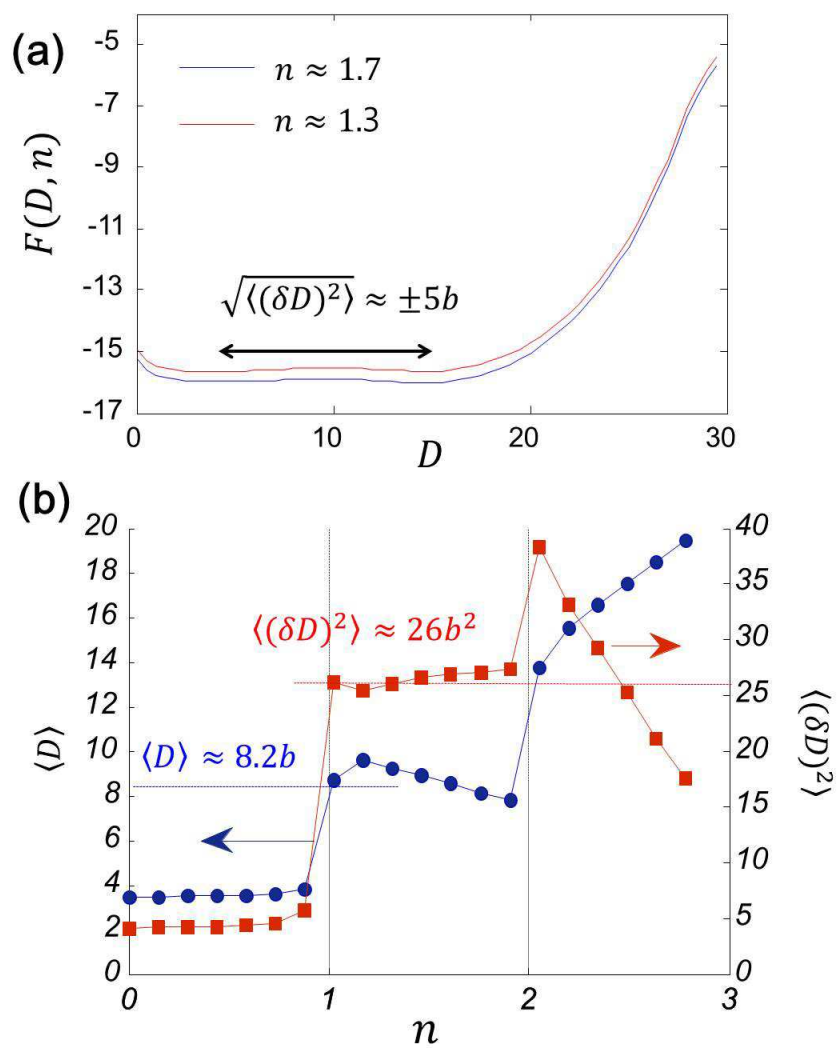 (a)
n ≈ 1.7
n ≈ 1.3
F(D, n)
-5
-7
-9
-11
-13
-15
-17
√⟨(δD)²⟩ ≈ ±5b
0
10
20
30
D
(b)
20
18
16
14
12
10
8
6
4
2
0
⟨D⟩
⟨(δD)²⟩ ≈ 26b²
⟨D⟩ ≈ 8.2b
40
35
30
25
20
15
10
5
0
⟨(δD)²⟩
0
1
2
3
n